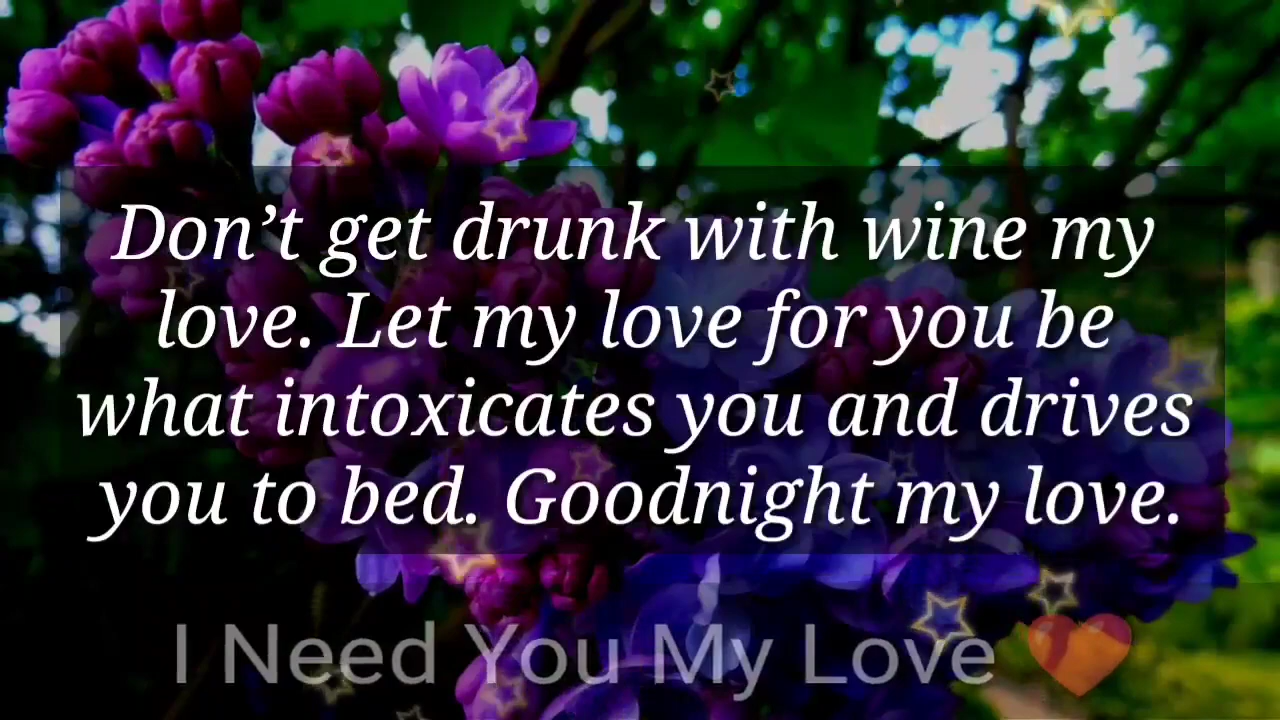 Don’t get drunk with wine my
love. Let my love for you be
what intoxicates you and drives
you to bed. Goodnight my love.
I Need You My Love ❤